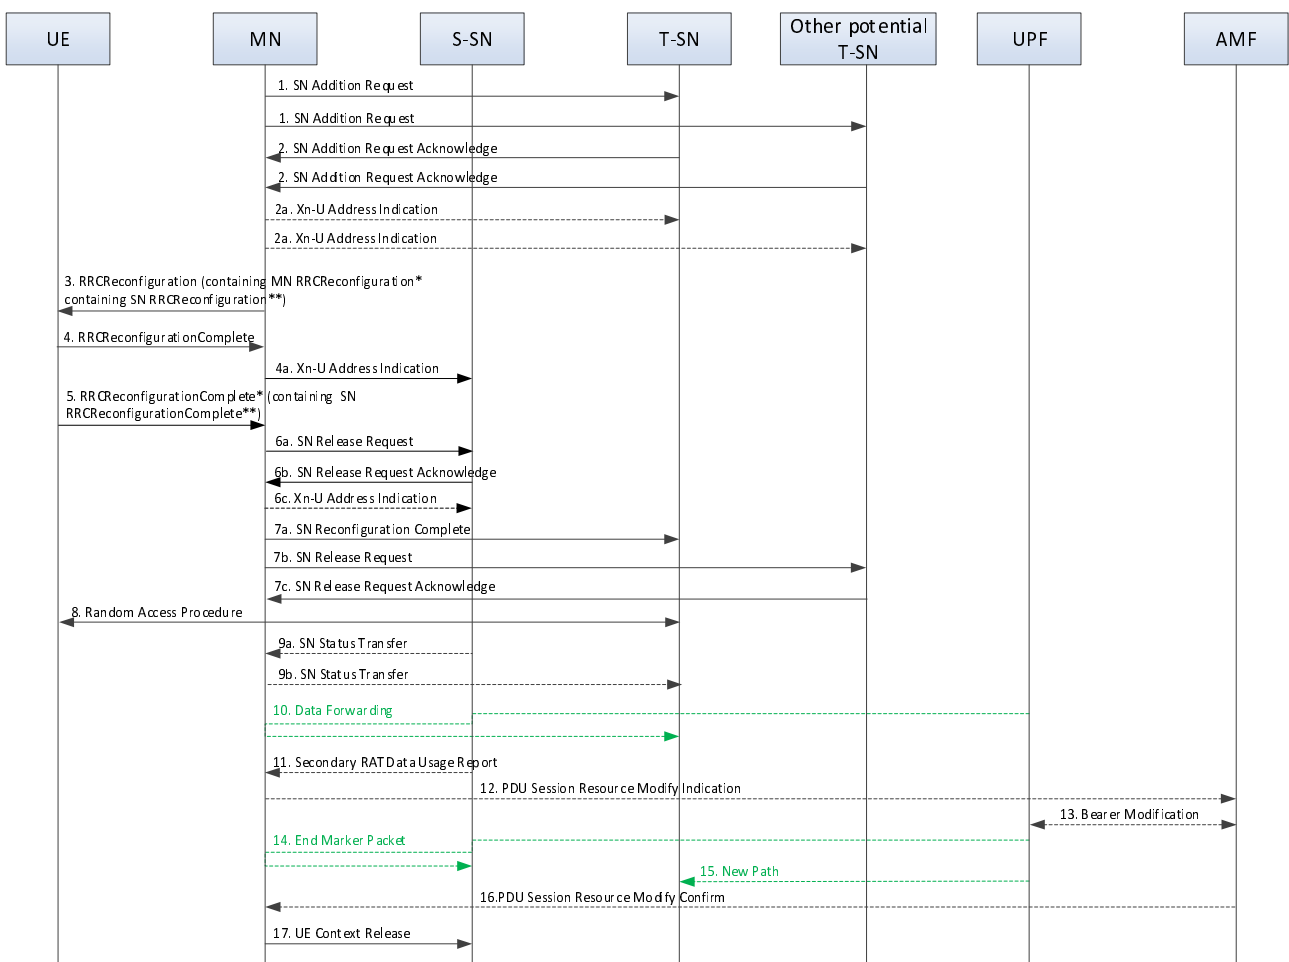 UE
MN
S-SN
T-SN
Other potential
T-SN
UPF
AMF
1. SN Addition Request
1. SN Addition Request
2. SN Addition Request Acknowledge
2. SN Addition Request Acknowledge
2a. Xn-U Address Indication
2a. Xn-U Address Indication
3. RRCReconfiguration (containing MN RRCReconfiguration*
containing SN RRCReconfiguration**)
4. RRCReconfigurationComplete
4a. Xn-U Address Indication
5. RRCReconfigurationComplete* (containing SN
RRCReconfigurationComplete**)
6a. SN Release Request
6b. SN Release Request Acknowledge
6c. Xn-U Address Indication
7a. SN Reconfiguration Complete
7b. SN Release Request
7c. SN Release Request Acknowledge
8. Random Access Procedure
9a. SN Status Transfer
9b. SN Status Transfer
10. Data Forwarding
11. Secondary RAT Data Usage Report
12. PDU Session Resource Modify Indication
13. Bearer Modification
14. End Marker Packet
15. New Path
16.PDU Session Resource Modify Confirm
17. UE Context Release